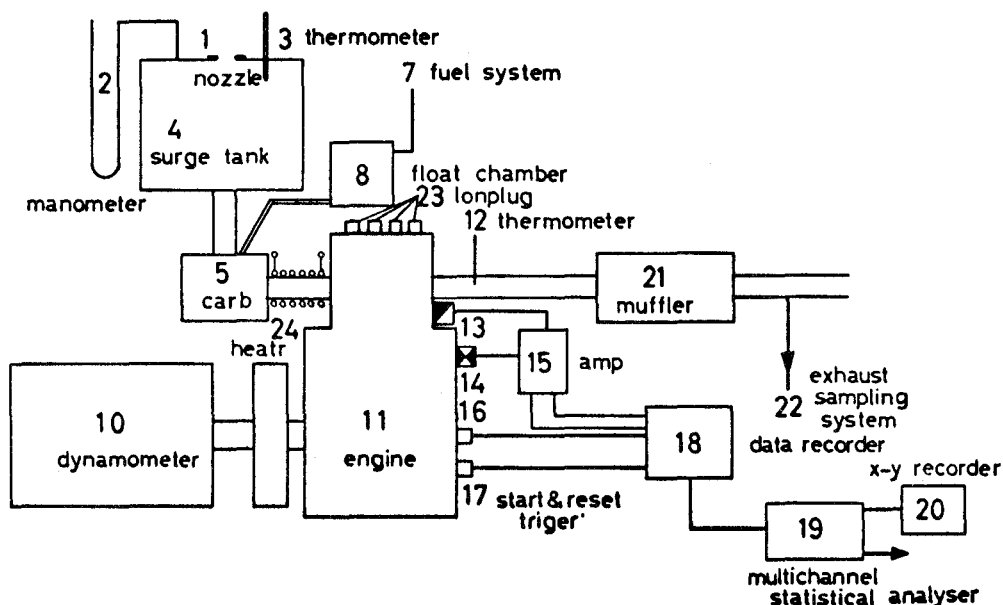 1
3 thermometer
2
nozzle
7 fuel system
4
surge tank
8
float chamber
23 lonplug
manometer
12 thermometer
5
carb
21
muffler
24
heatr
13
15
amp
14
exhaust
22 sampling
system
10
dynamometer
11
engine
16
18
data recorder
17 start & reset
triger
x-y recorder
20
19
multichannel
statistical analyser